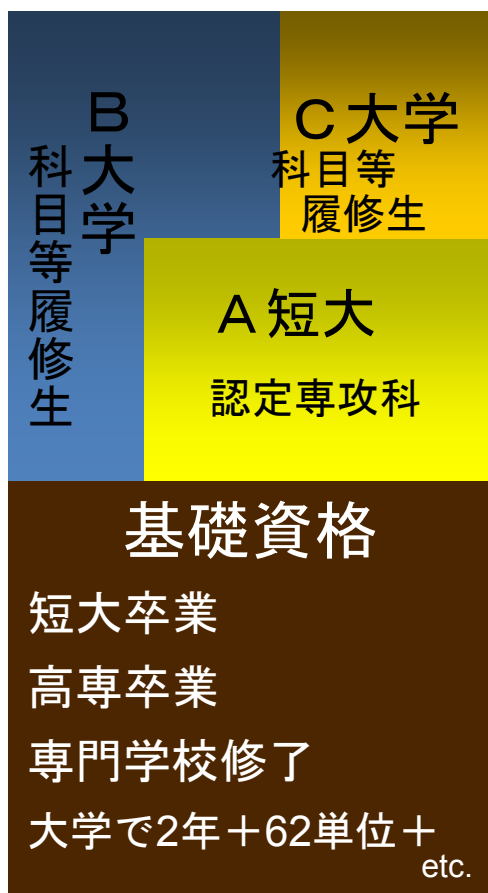 B大学
科目等履修生
C大学
科目等
履修生
A短大
認定専攻科
基礎資格
短大卒業
高専卒業
専門学校修了
大学で2年＋62単位＋
etc.